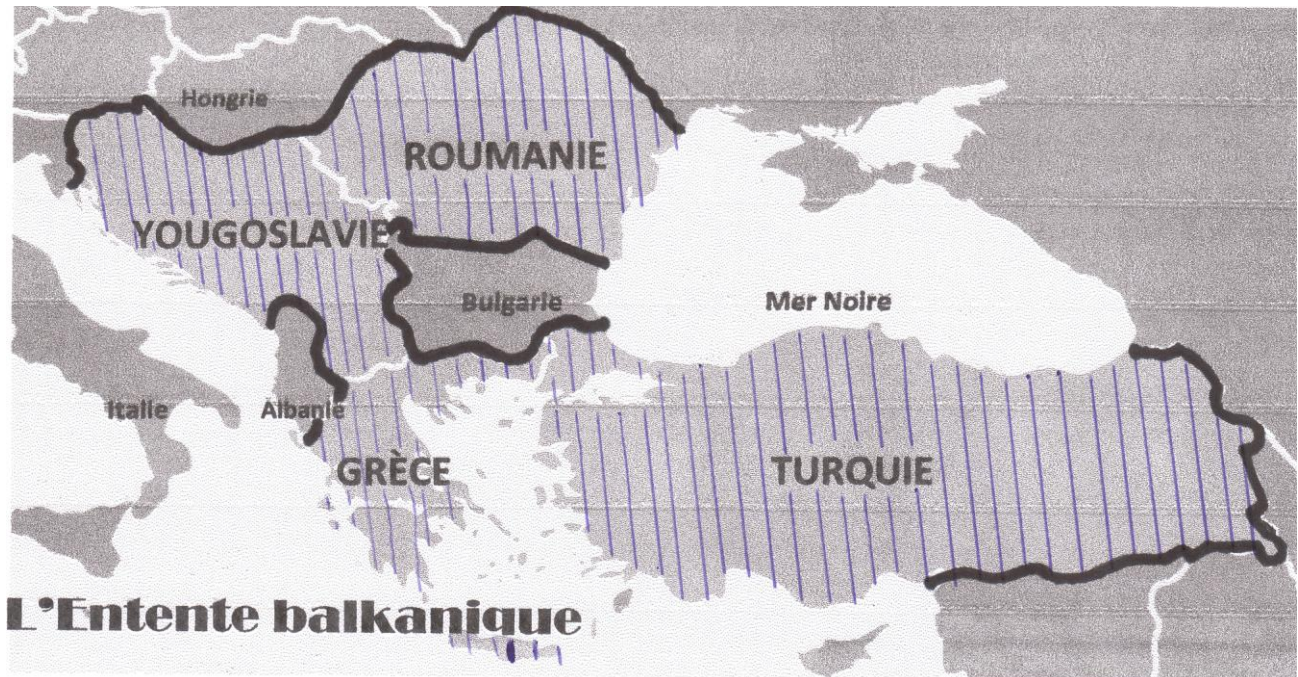 Hongrie
ROUMANIE
YOUGOSLAVIE
Bulgarie
Mer Noire
Italie
Albanie
GRÈCE
TURQUIE
L'Entente balkanique